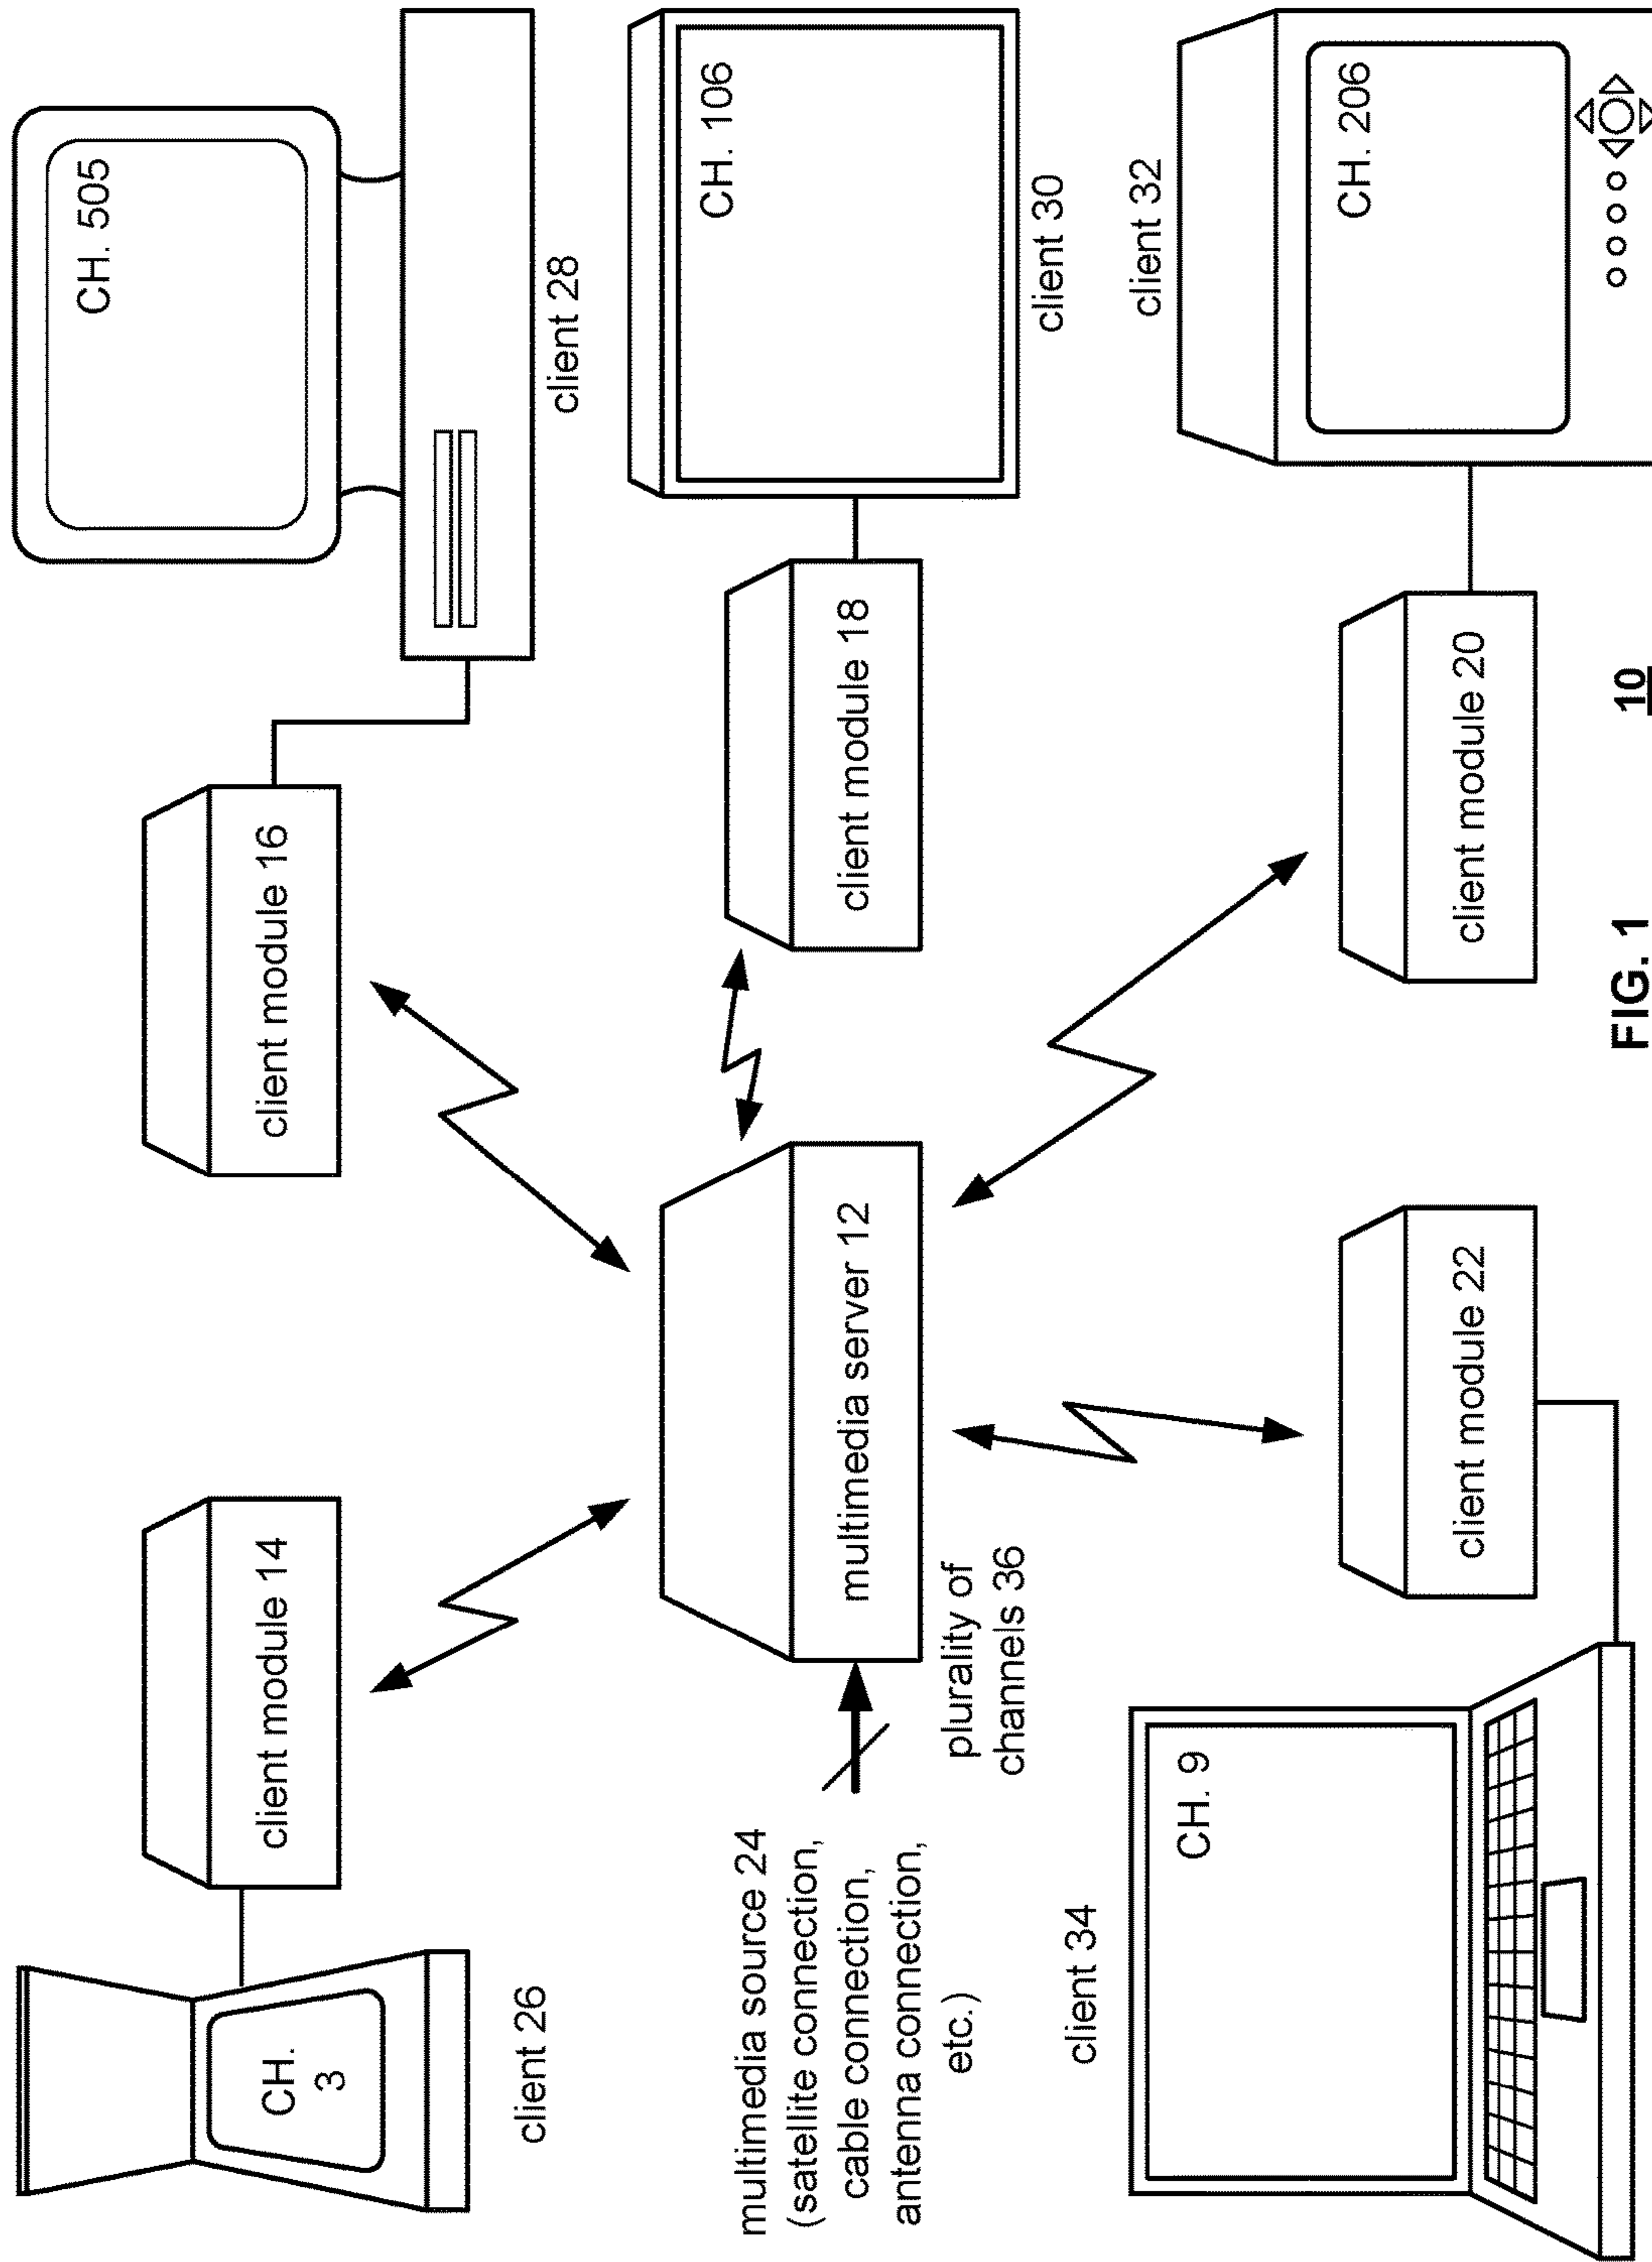 CH.
3
client 26
client module 14
client module 16
CH. 505
client 28
multimedia source 24
(satellite connection,
cable connection,
antenna connection,
etc.)
plurality of
channels 36
multimedia server 12
client module 18
CH. 106
client 30
client 34
CH. 9
client module 22
client module 20
client 32
CH. 206
FIG. 1
10